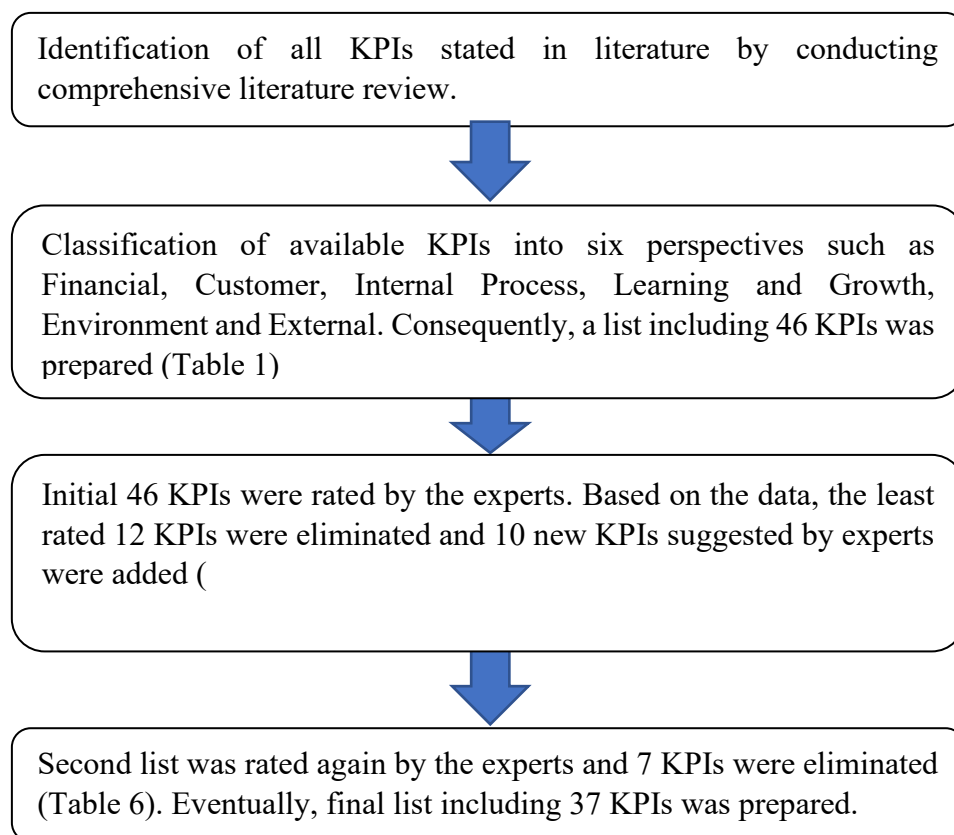 Identification of all KPIs stated in literature by conducting
comprehensive literature review.
Classification of available KPIs into six perspectives such as
Financial, Customer, Internal Process, Learning and Growth,
Environment and External. Consequently, a list including 46 KPIs was
prepared (Table 1)
Initial 46 KPIs were rated by the experts. Based on the data, the least
rated 12 KPIs were eliminated and 10 new KPIs suggested by experts
were added (
Second list was rated again by the experts and 7 KPIs were eliminated
(Table 6). Eventually, final list including 37 KPIs was prepared.